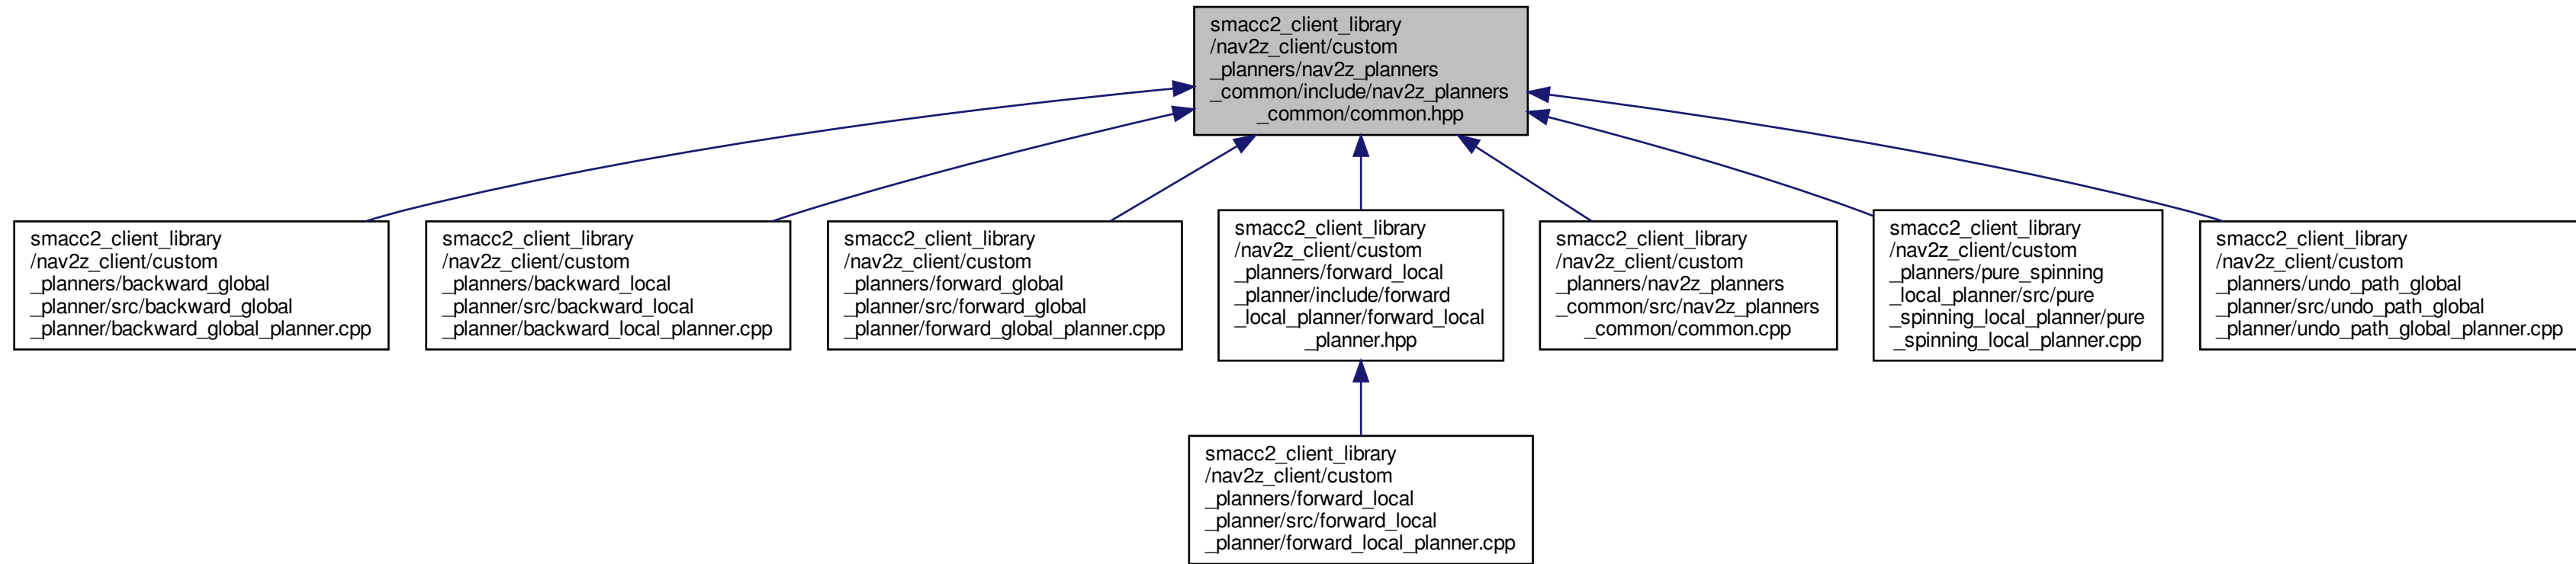 smacc2_client_library
/nav2z_client/custom
_planners/nav2z_planners
_common/include/nav2z_planners
_common/common.hpp
smacc2_client_library
/nav2z_client/custom
_planners/backward_global
_planner/src/backward_global
_planner/backward_global_planner.cpp
smacc2_client_library
/nav2z_client/custom
_planners/backward_local
_planner/src/backward_local
_planner/backward_local_planner.cpp
smacc2_client_library
/nav2z_client/custom
_planners/forward_global
_planner/src/forward_global
_planner/forward_global_planner.cpp
smacc2_client_library
/nav2z_client/custom
_planners/forward_local
_planner/include/forward
_local_planner/forward_local
_planner.hpp
smacc2_client_library
/nav2z_client/custom
_planners/nav2z_planners
_common/src/nav2z_planners
_common/common.cpp
smacc2_client_library
/nav2z_client/custom
_planners/pure_spinning
_local_planner/src/pure
_spinning_local_planner/pure
_spinning_local_planner.cpp
smacc2_client_library
/nav2z_client/custom
_planners/undo_path_global
_planner/src/undo_path_global
_planner/undo_path_global_planner.cpp
smacc2_client_library
/nav2z_client/custom
_planners/forward_local
_planner/src/forward_local
_planner/forward_local_planner.cpp